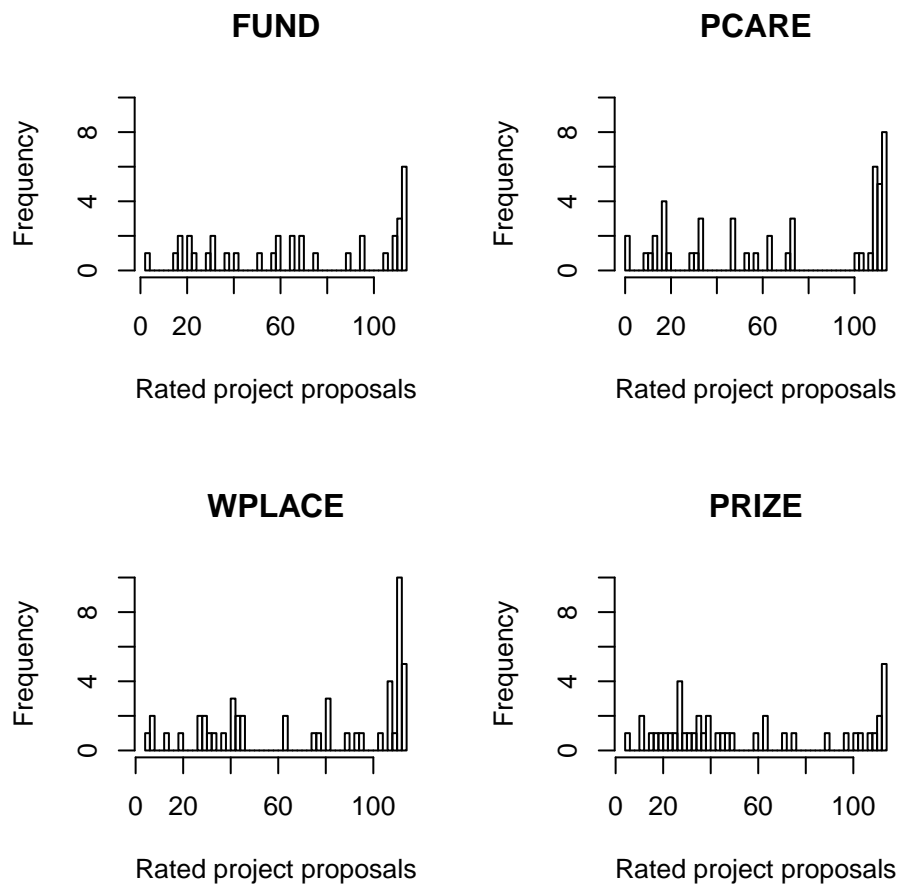 FUND
Frequency
0 4 8
0 20 60 100
Rated project proposals
PCARE
Frequency
0 4 8
0 20 60 100
Rated project proposals
WPLACE
Frequency
0 4 8
0 20 60 100
Rated project proposals
PRIZE
Frequency
0 4 8
0 20 60 100
Rated project proposals